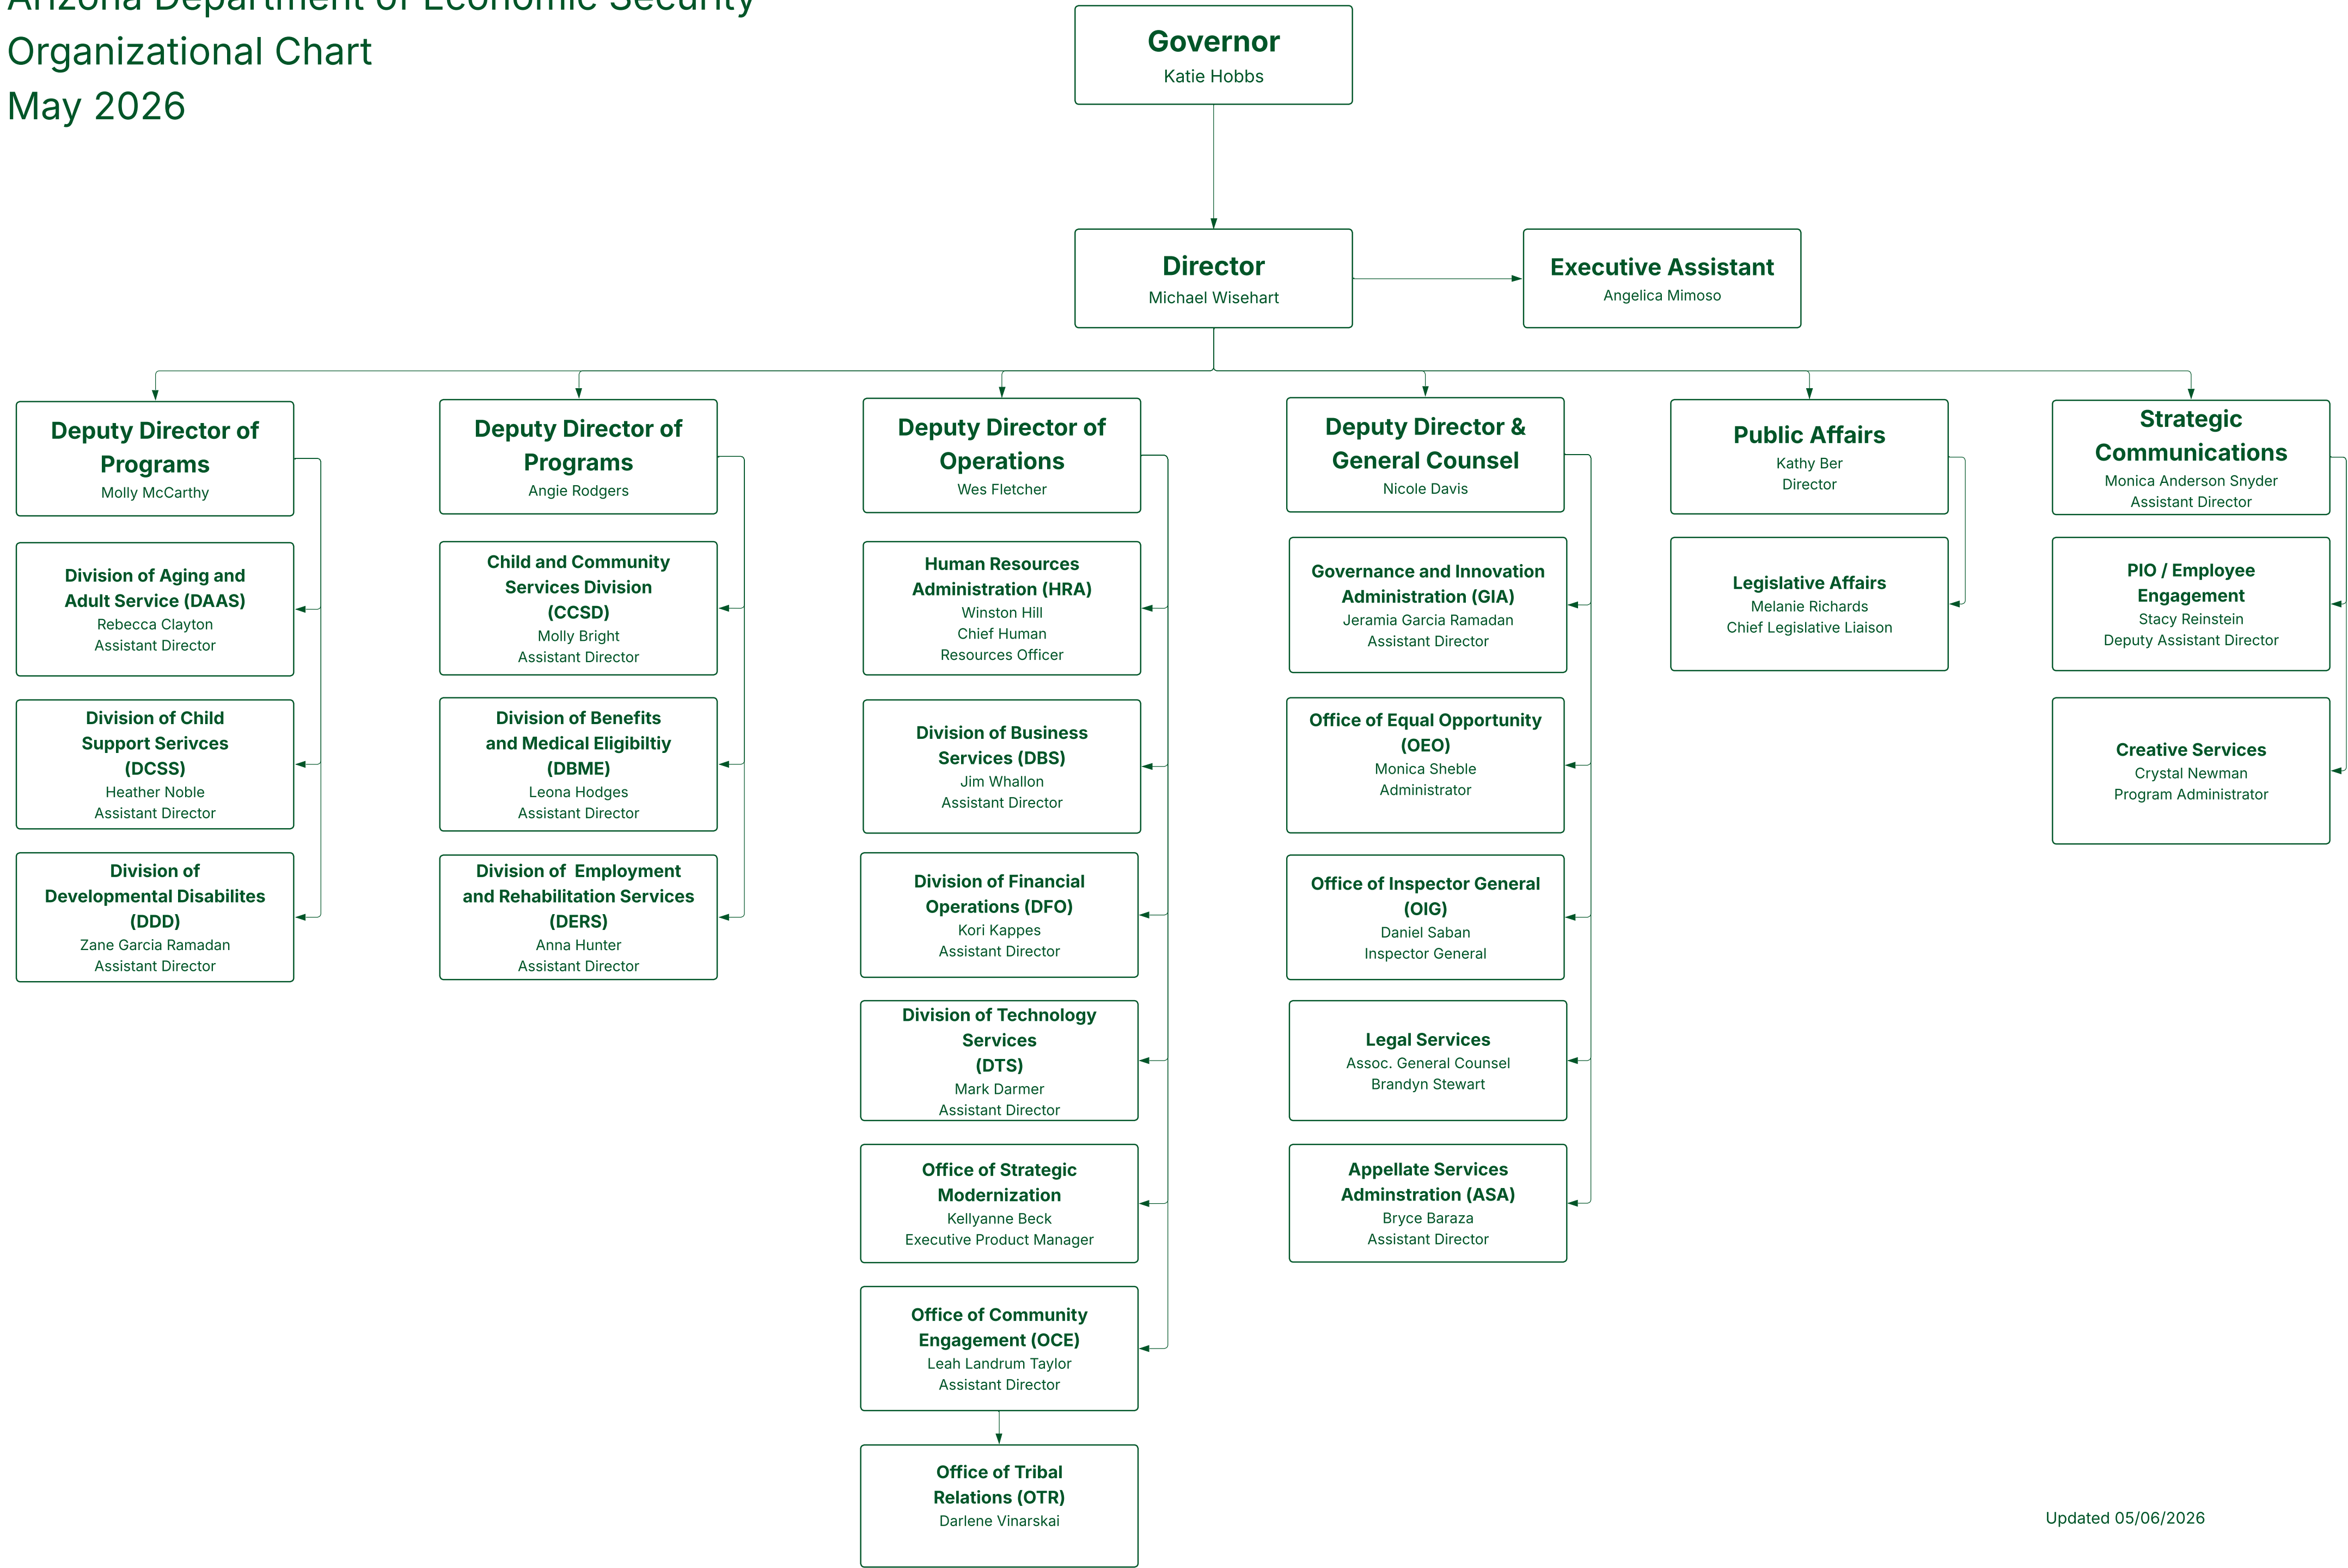 Arizona Department of Economic Security
Organizational Chart
May 2026
Governor
Katie Hobbs
Director
Michael Wisehart
Executive Assistant
Angelica Mimoso
Deputy Director of
Programs
Molly McCarthy
Division of Aging and
Adult Service (DAAS)
Rebecca Clayton
Assistant Director
Division of Child
Support Serivces
(DCSS)
Heather Noble
Assistant Director
Division of
Developmental Disabilites
(DDD)
Zane Garcia Ramadan
Assistant Director
Deputy Director of
Programs
Angie Rodgers
Child and Community
Services Division
(CCSD)
Molly Bright
Assistant Director
Division of Benefits
and Medical Eligibiltiy
(DBME)
Leona Hodges
Assistant Director
Division of  Employment
and Rehabilitation Services
(DERS)
Anna Hunter
Assistant Director
Deputy Director of
Operations
Wes Fletcher
Human Resources
Administration (HRA)
Winston Hill
Chief Human
Resources Officer
Division of Business
Services (DBS)
Jim Whallon
Assistant Director
Division of Financial
Operations (DFO)
Kori Kappes
Assistant Director
Division of Technology
Services
(DTS)
Mark Darmer
Assistant Director
Office of Strategic
Modernization
Kellyanne Beck
Executive Product Manager
Office of Community
Engagement (OCE)
Leah Landrum Taylor
Assistant Director
Office of Tribal
Relations (OTR)
Darlene Vinarskai
Deputy Director &
General Counsel
Nicole Davis
Governance and Innovation
Administration (GIA)
Jeramia Garcia Ramadan
Assistant Director
Office of Equal Opportunity
(OEO)
Monica Sheble
Administrator
Office of Inspector General
(OIG)
Daniel Saban
Inspector General
Legal Services
Assoc. General Counsel
Brandyn Stewart
Appellate Services
Adminstration (ASA)
Bryce Baraza
Assistant Director
Public Affairs
Kathy Ber
Director
Legislative Affairs
Melanie Richards
Chief Legislative Liaison
Strategic
Communications
Monica Anderson Snyder
Assistant Director
PIO / Employee
Engagement
Stacy Reinstein
Deputy Assistant Director
Creative Services
Crystal Newman
Program Administrator
Updated 05/06/2026